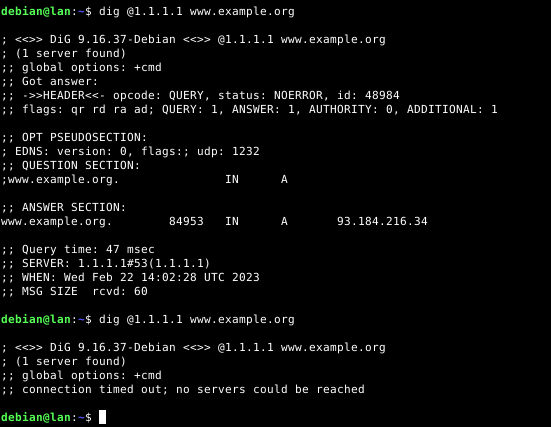 debian@lan:~$ dig @1.1.1.1 www.example.org
; <<>> DiG 9.16.37-Debian <<>> @1.1.1.1 www.example.org
; (1 server found)
;; global options: +cmd
;; Got answer:
;; ->>HEADER<<- opcode: QUERY, status: NOERROR, id: 48984
;; flags: qr rd ra ad; QUERY: 1, ANSWER: 1, AUTHORITY: 0, ADDITIONAL: 1
;; OPT PSEUDOSECTION:
; EDNS: version: 0, flags:; udp: 1232
;; QUESTION SECTION:
;www.example.org. IN A
;; ANSWER SECTION:
www.example.org. 84953 IN A 93.184.216.34
;; Query time: 47 msec
;; SERVER: 1.1.1.1#53(1.1.1.1)
;; WHEN: Wed Feb 22 14:02:28 UTC 2023
;; MSG SIZE rcvd: 60
debian@lan:~$ dig @1.1.1.1 www.example.org
; <<>> DiG 9.16.37-Debian <<>> @1.1.1.1 www.example.org
; (1 server found)
;; global options: +cmd
;; connection timed out; no servers could be reached
debian@lan:~$